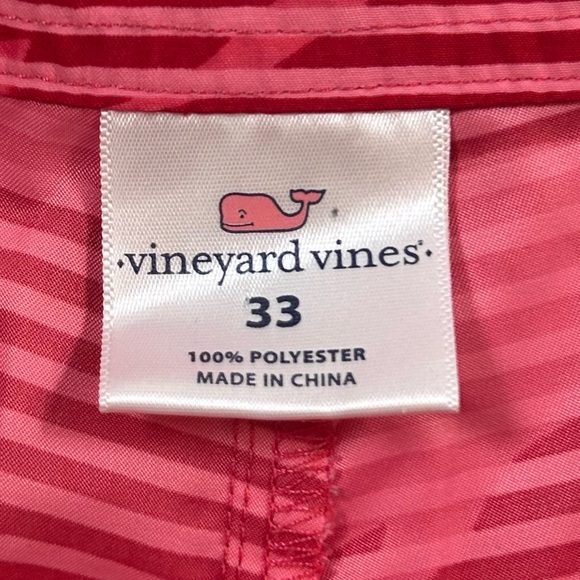 ·vineyard vines®·
33
100% POLYESTER
MADE IN CHINA